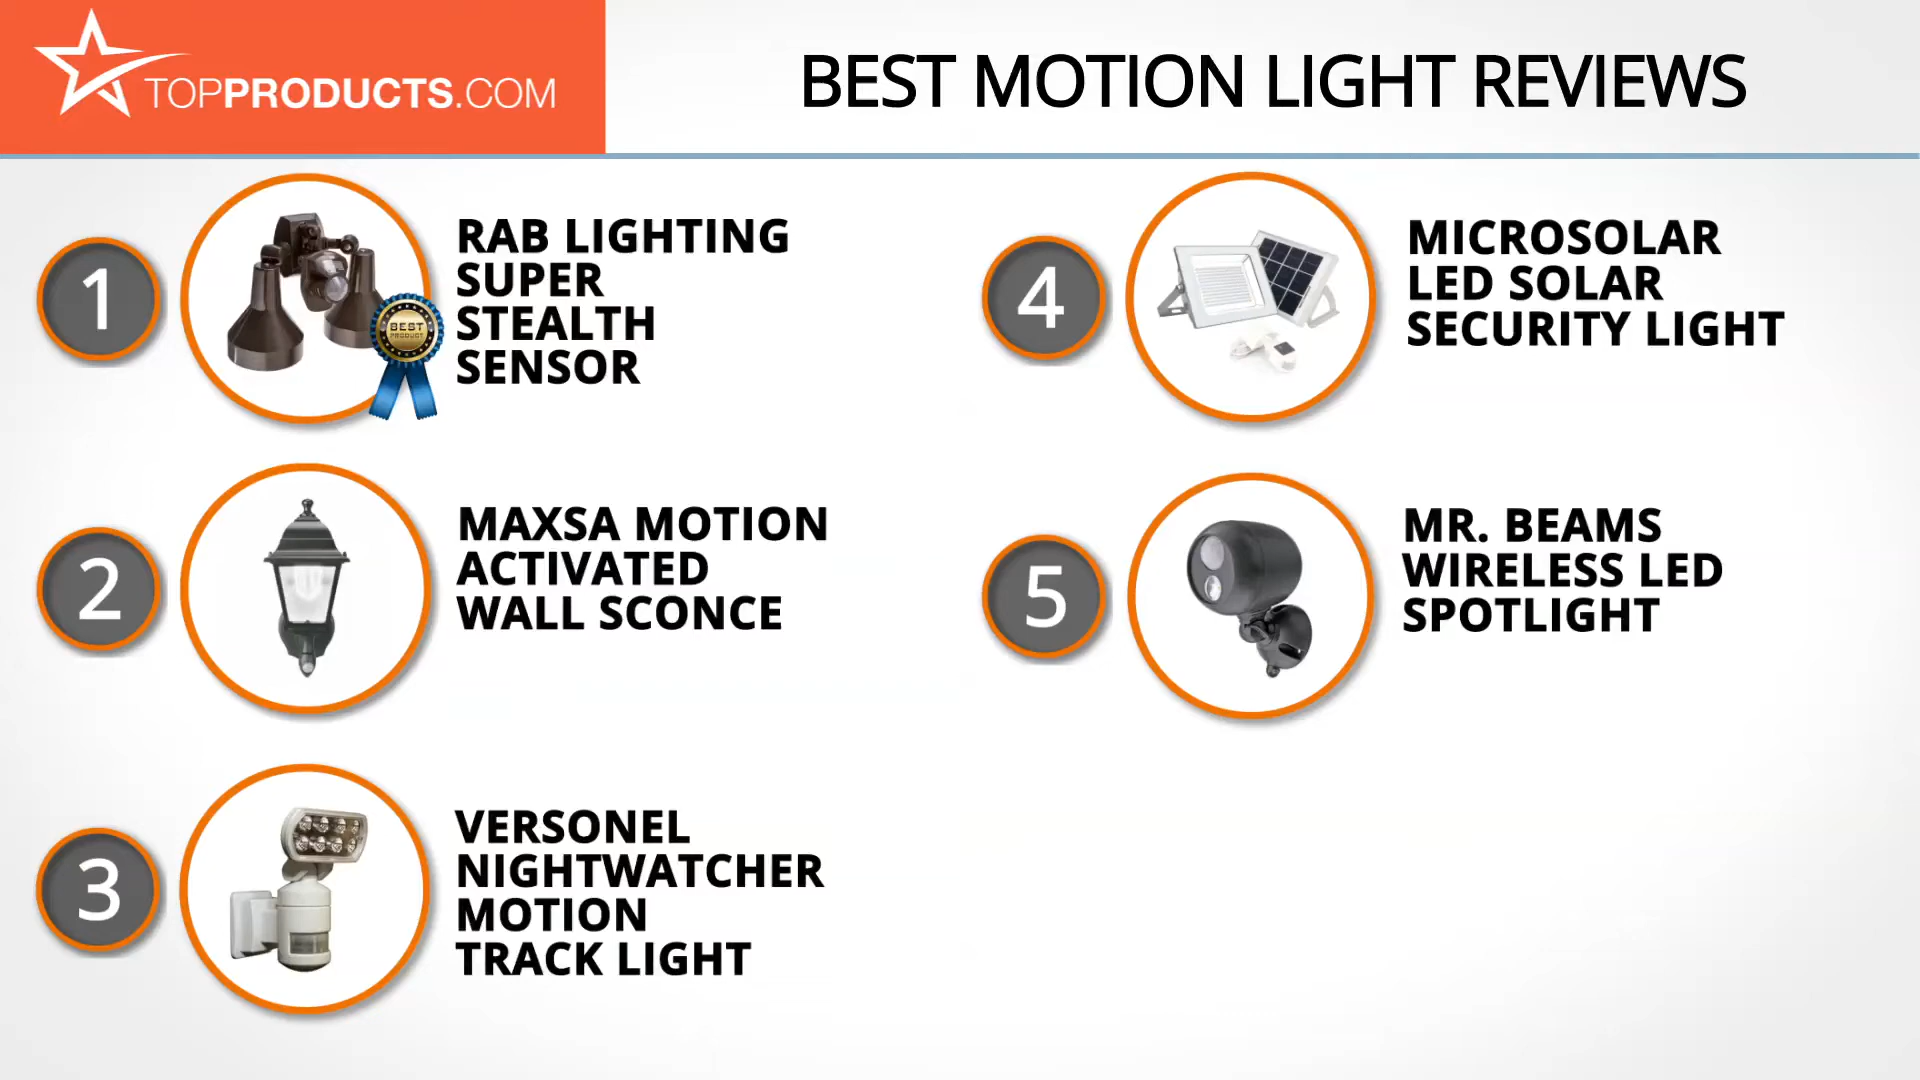 TOPPRODUCTS.COM
BEST MOTION LIGHT REVIEWS
1
BEST
PRODUCT
RAB LIGHTING
SUPER
STEALTH
SENSOR
2
MAXSA MOTION
ACTIVATED
WALL SCONCE
3
VERSONEL
NIGHTWATCHER
MOTION
TRACK LIGHT
4
MICROSOLAR
LED SOLAR
SECURITY LIGHT
5
MR. BEAMS
WIRELESS LED
SPOTLIGHT